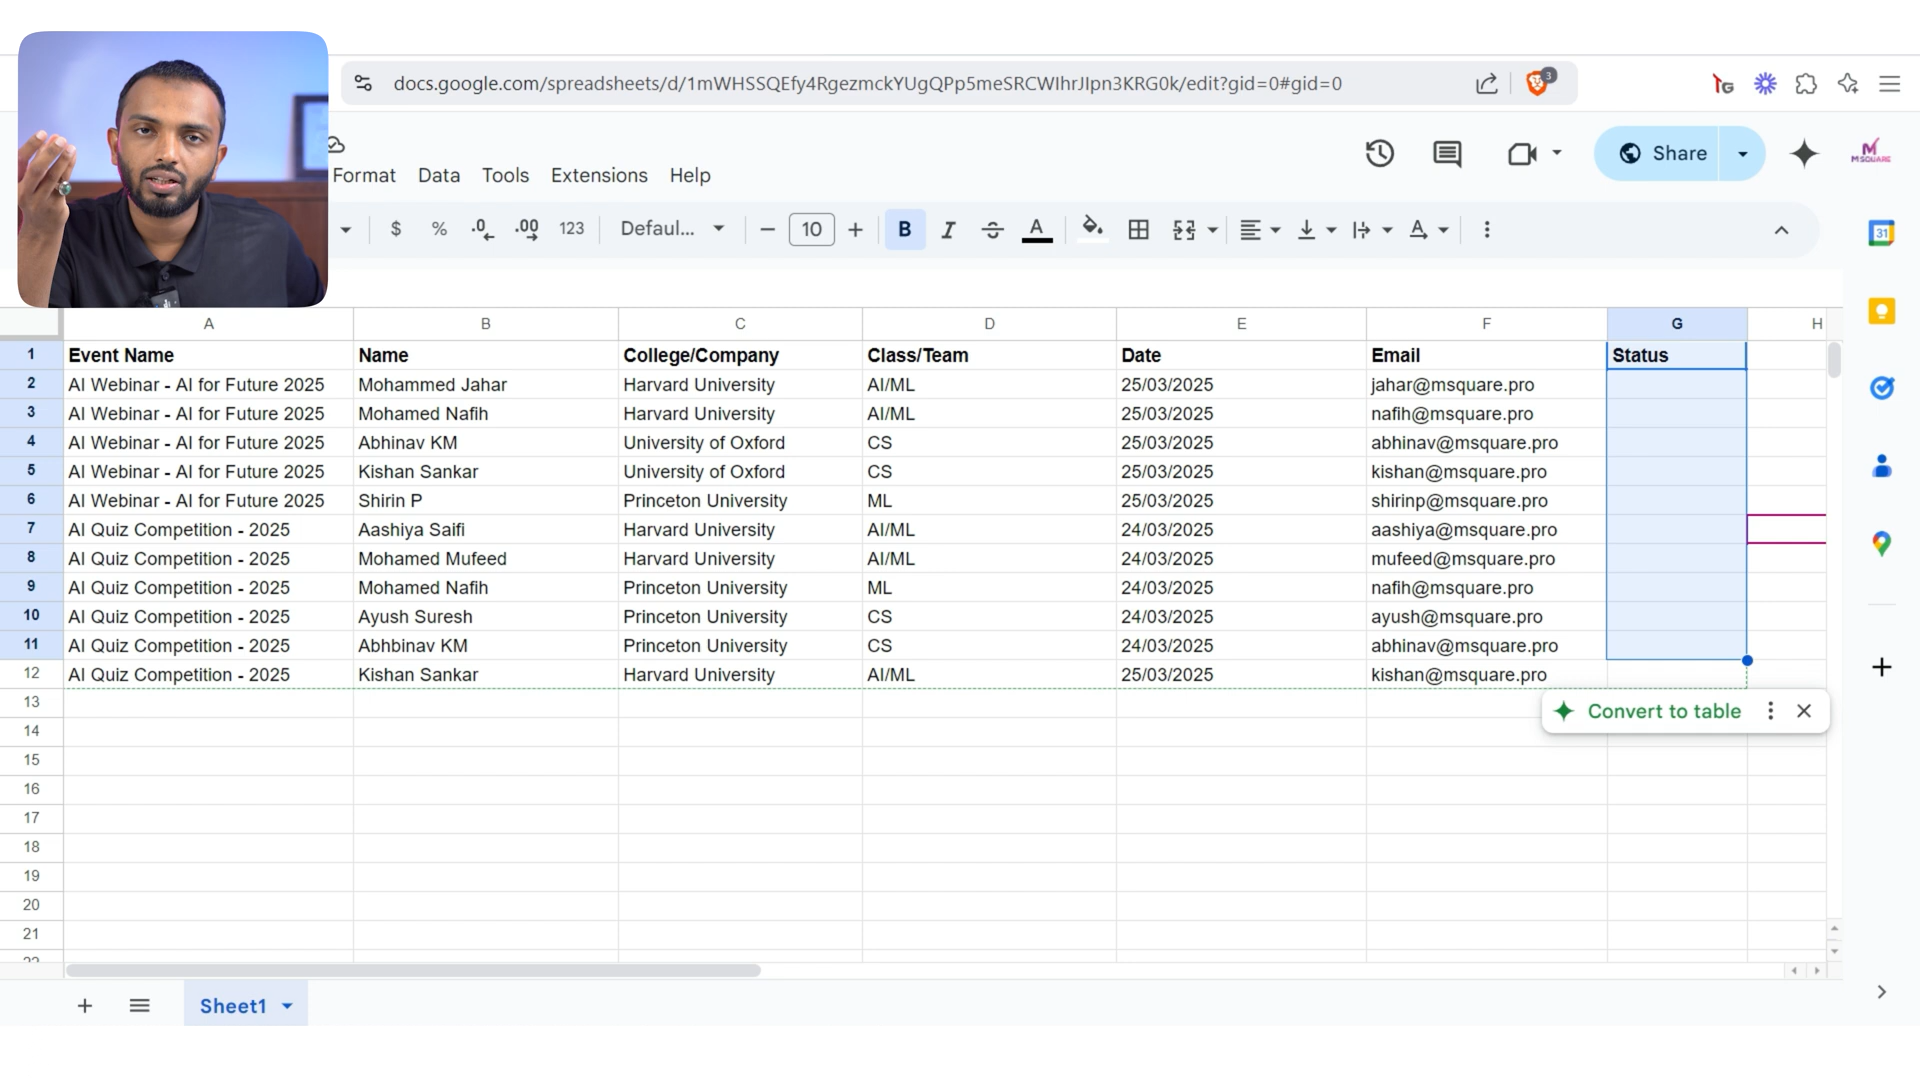 docs.google.com/spreadsheets/d/1mWHSSQEfy4RgezmckYUgQPp5meSRCWIhrJIpn3KRG0k/edit?gid=0#gid=0
3
Format Data Tools Extensions Help
Share
M
MSQUARE
$ % .0 .00 123 Defaul... 10 B I S A A
31
A B C D E F G H
1 Event Name Name College/Company Class/Team Date Email Status
2 AI Webinar - AI for Future 2025 Mohammed Jahar Harvard University AI/ML 25/03/2025 jahar@msquare.pro
3 AI Webinar - AI for Future 2025 Mohamed Nafih Harvard University AI/ML 25/03/2025 nafih@msquare.pro
4 AI Webinar - AI for Future 2025 Abhinav KM University of Oxford CS 25/03/2025 abhinav@msquare.pro
5 AI Webinar - AI for Future 2025 Kishan Sankar University of Oxford CS 25/03/2025 kishan@msquare.pro
6 AI Webinar - AI for Future 2025 Shirin P Princeton University ML 25/03/2025 shirinp@msquare.pro
7 AI Quiz Competition - 2025 Aashiya Saifi Harvard University AI/ML 24/03/2025 aashiya@msquare.pro
8 AI Quiz Competition - 2025 Mohamed Mufeed Harvard University AI/ML 24/03/2025 mufeed@msquare.pro
9 AI Quiz Competition - 2025 Mohamed Nafih Princeton University ML 24/03/2025 nafih@msquare.pro
10 AI Quiz Competition - 2025 Ayush Suresh Princeton University CS 24/03/2025 ayush@msquare.pro
11 AI Quiz Competition - 2025 Abhbinav KM Princeton University CS 24/03/2025 abhinav@msquare.pro
12 AI Quiz Competition - 2025 Kishan Sankar Harvard University AI/ML 25/03/2025 kishan@msquare.pro
13
Convert to table
14
15
16
17
18
19
20
21
22
Sheet1